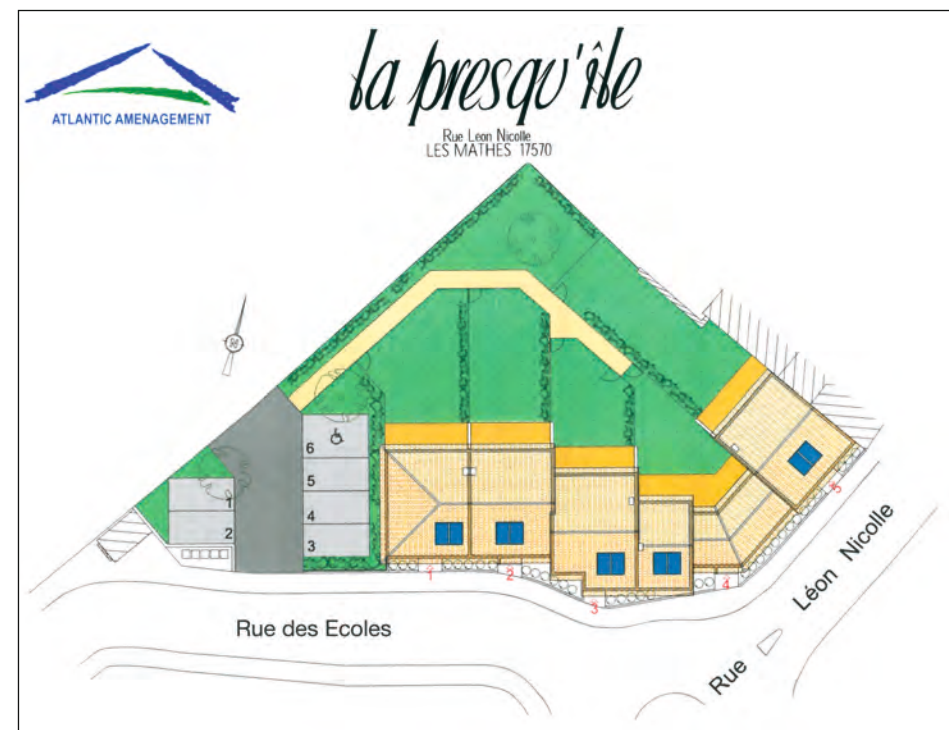 ATLANTIC AMENAGEMENT
la presqu'île
Rue Leon Nicolle
LES MATHES 17570
6
5
4
3
1
2
1
2
3
4
5
Rue des Ecoles
Rue Léon Nicolle